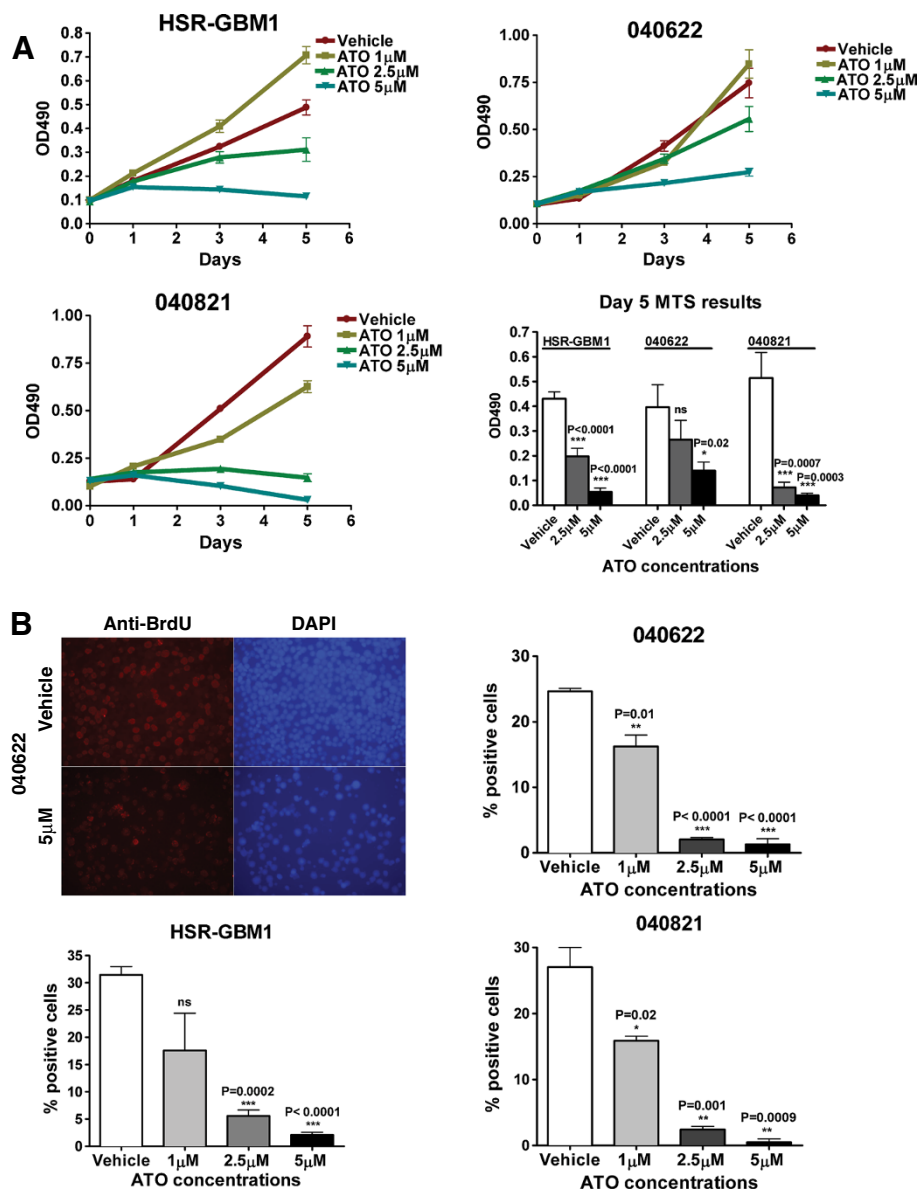 A
HSR-GBM1
0.8
0.7
0.6
0.5
0.4
0.3
0.2
0.1
OD490
0 1 2 3 4 5 6
Days
Vehicle
ATO 1μM
ATO 2.5μM
ATO 5μM
040622
1.00
0.75
0.50
0.25
0.00
OD490
0 1 2 3 4 5 6
Days
Vehicle
ATO 1μM
ATO 2.5μM
ATO 5μM
040821
1.00
0.75
0.50
0.25
0.00
OD490
0 1 2 3 4 5 6
Days
Vehicle
ATO 1μM
ATO 2.5μM
ATO 5μM
Day 5 MTS results
HSR-GBM1 040622 040821
0.7
0.6
0.5
0.4
0.3
0.2
0.1
0.0
OD490
P<0.0001
***
P<0.0001
***
ns
P=0.02
*
P=0.0007
***
P=0.0003
***
Vehicle 2.5μM 5μM Vehicle 2.5μM 5μM Vehicle 2.5μM 5μM
ATO concentrations
B
Anti-BrdU DAPI
040622
Vehicle
5μM
040622
30
20
10
0
% positive cells
P=0.01
**
P< 0.0001
***
P< 0.0001
***
Vehicle 1μM 2.5μM 5μM
ATO concentrations
HSR-GBM1
35
30
25
20
15
10
5
0
% positive cells
ns
P=0.0002
***
P< 0.0001
***
Vehicle 1μM 2.5μM 5μM
ATO concentrations
040821
30
20
10
0
% positive cells
P=0.02
*
P=0.001
**
P=0.0009
**
Vehicle 1μM 2.5μM 5μM
ATO concentrations